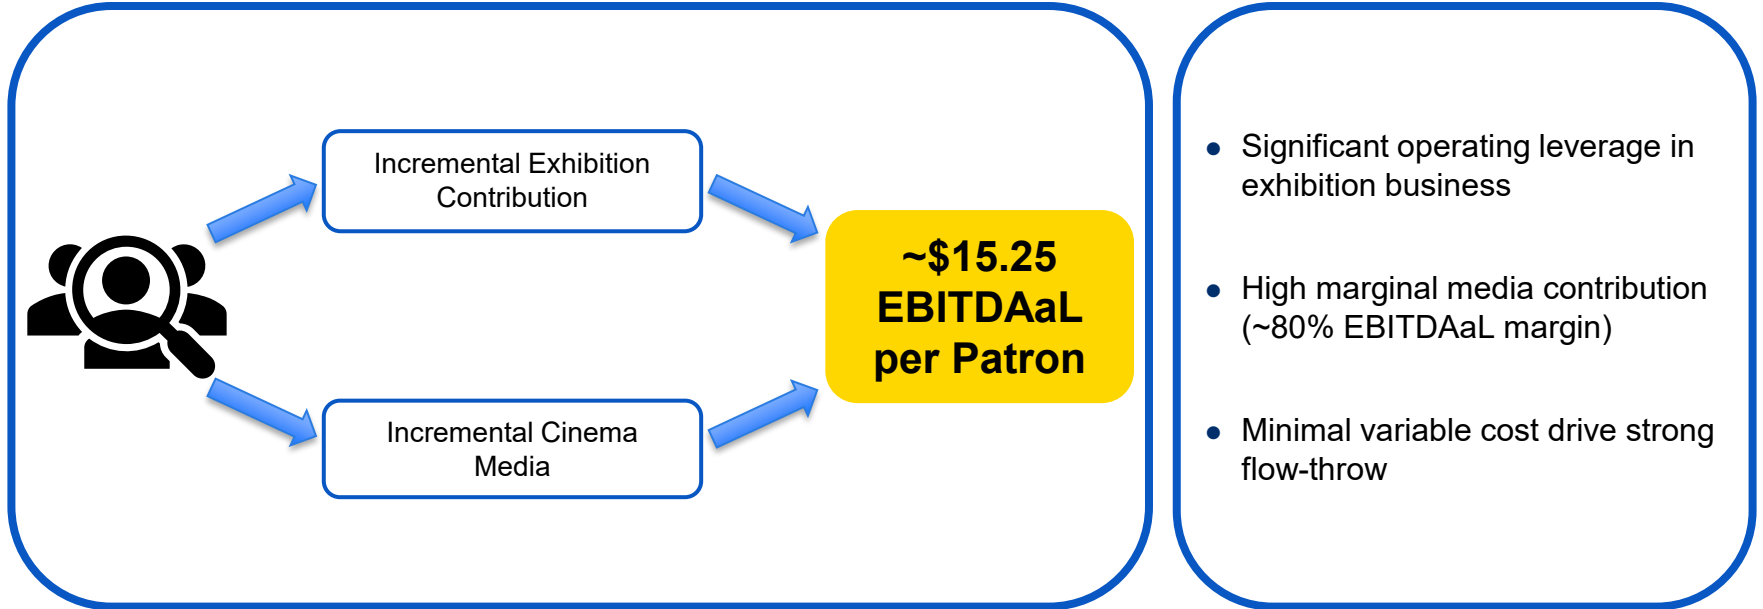 Incremental Exhibition
Contribution
Incremental Cinema
Media
~$15.25
EBITDAaL
per Patron
• Significant operating leverage in
exhibition business
• High marginal media contribution
(~80% EBITDAaL margin)
• Minimal variable cost drive strong
flow-throw